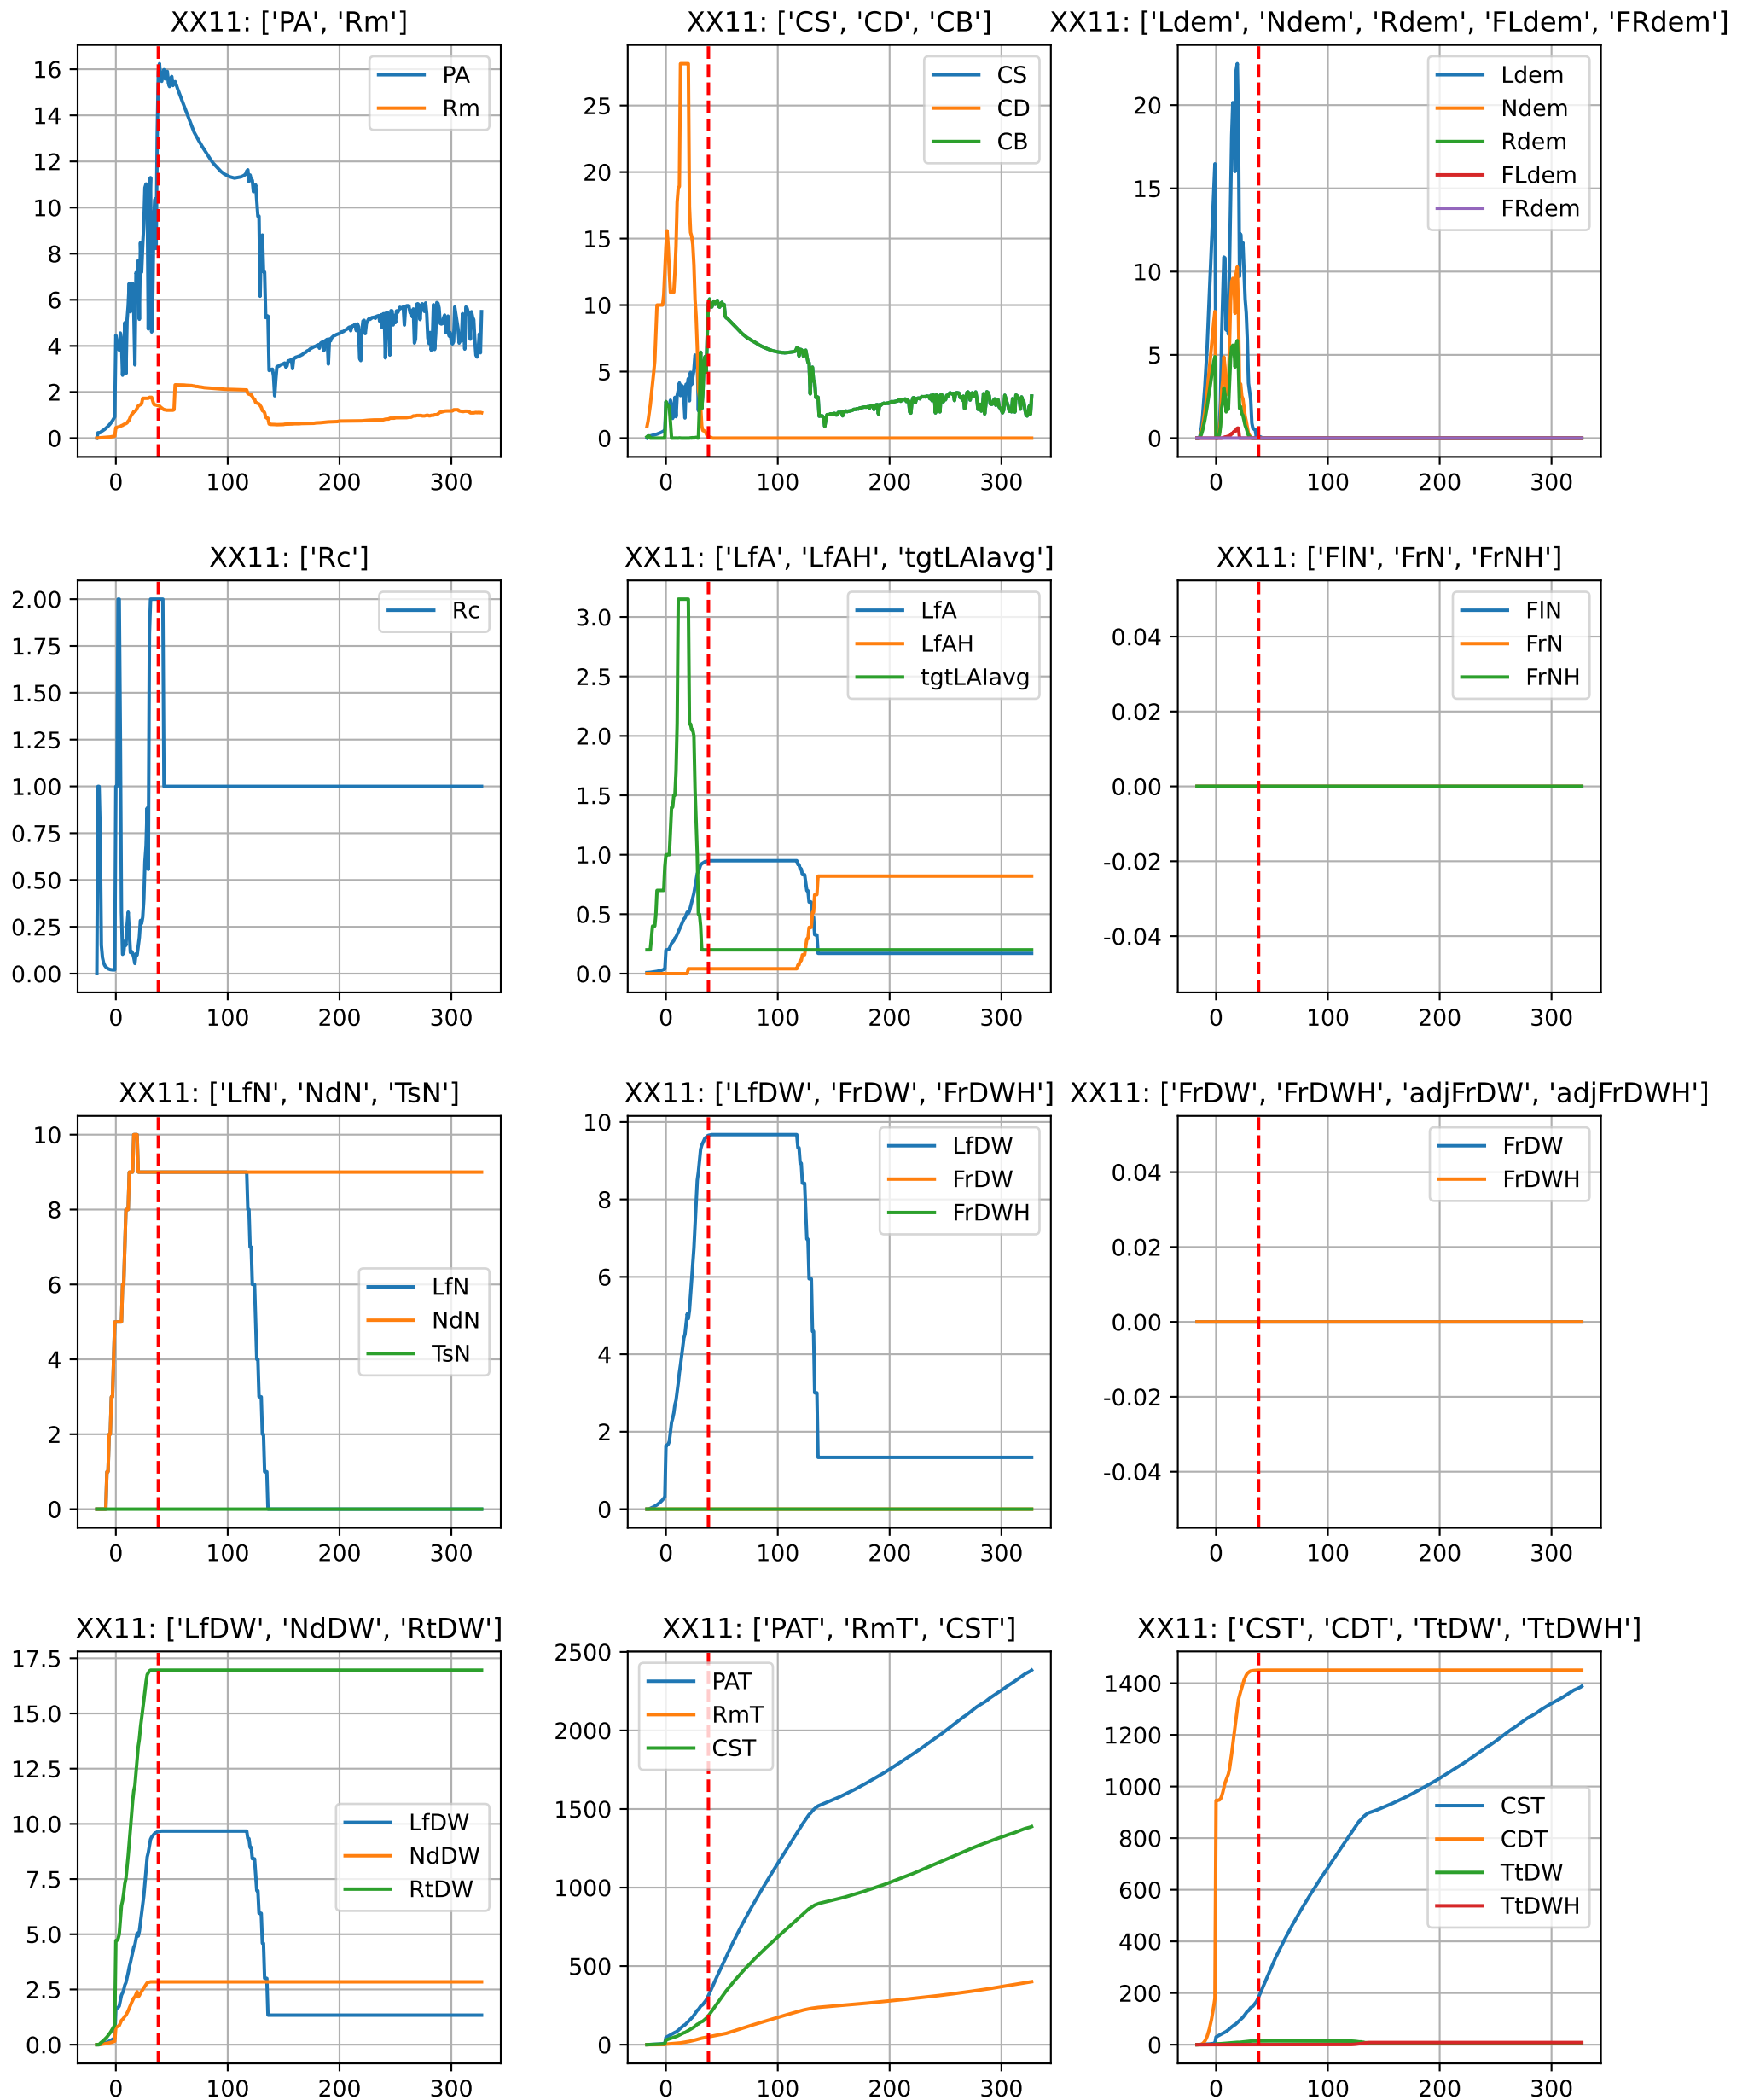 XX11: ['PA', 'Rm']
16
14
12
10
8
6
4
2
0
0 100 200 300
PA
Rm
XX11: ['CS', 'CD', 'CB']
25
20
15
10
5
0
0 100 200 300
CS
CD
CB
XX11: ['Ldem', 'Ndem', 'Rdem', 'FLdem', 'FRdem']
20
15
10
5
0
0 100 200 300
Ldem
Ndem
Rdem
FLdem
FRdem
XX11: ['Rc']
2.00
1.75
1.50
1.25
1.00
0.75
0.50
0.25
0.00
0 100 200 300
Rc
XX11: ['LfA', 'LfAH', 'tgtLAIavg']
3.0
2.5
2.0
1.5
1.0
0.5
0.0
0 100 200 300
LfA
LfAH
tgtLAIavg
XX11: ['FlN', 'FrN', 'FrNH']
0.04
0.02
0.00
-0.02
-0.04
0 100 200 300
FlN
FrN
FrNH
XX11: ['LfN', 'NdN', 'TsN']
10
8
6
4
2
0
0 100 200 300
LfN
NdN
TsN
XX11: ['LfDW', 'FrDW', 'FrDWH']
10
8
6
4
2
0
0 100 200 300
LfDW
FrDW
FrDWH
XX11: ['FrDW', 'FrDWH', 'adjFrDW', 'adjFrDWH']
0.04
0.02
0.00
-0.02
-0.04
0 100 200 300
FrDW
FrDWH
XX11: ['LfDW', 'NdDW', 'RtDW']
17.5
15.0
12.5
10.0
7.5
5.0
2.5
0.0
0 100 200 300
LfDW
NdDW
RtDW
XX11: ['PAT', 'RmT', 'CST']
2500
2000
1500
1000
500
0
0 100 200 300
PAT
RmT
CST
XX11: ['CST', 'CDT', 'TtDW', 'TtDWH']
1400
1200
1000
800
600
400
200
0
0 100 200 300
CST
CDT
TtDW
TtDWH